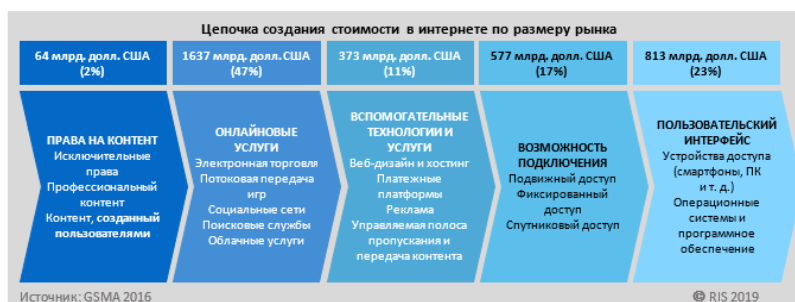 Цепочка создания стоимости в интернете по размеру рынка
64 млрд. долл. США
(2%)
1637 млрд. долл. США
(47%)
373 млрд. долл. США
(11%)
577 млрд. долл. США
(17%)
813 млрд. долл. США
(23%)
ПРАВА НА КОНТЕНТ
Исключительные
права
Профессиональный
контент
Контент, созданный
пользователями
ОНЛАЙНОВЫЕ
УСЛУГИ
Электронная торговля
Потоковая передача
игр
Социальные сети
Поисковые службы
Облачные услуги
ВСПОМОГАТЕЛЬНЫЕ
ТЕХНОЛОГИИ И
УСЛУГИ
Веб-дизайн и хостинг
Платежные
платформы
Реклама
Управляемая полоса
пропускания и
передача контента
ВОЗМОЖНОСТЬ
ПОДКЛЮЧЕНИЯ
Подвижный доступ
Фиксированный
доступ
Спутниковый доступ
ПОЛЬЗОВАТЕЛЬСКИЙ
ИНТЕРФЕЙС
Устройства доступа
(смартфоны, ПК
и т. д.)
Операционные
системы и
программное
обеспечение
Источник: GSMA 2016
© RIS 2019